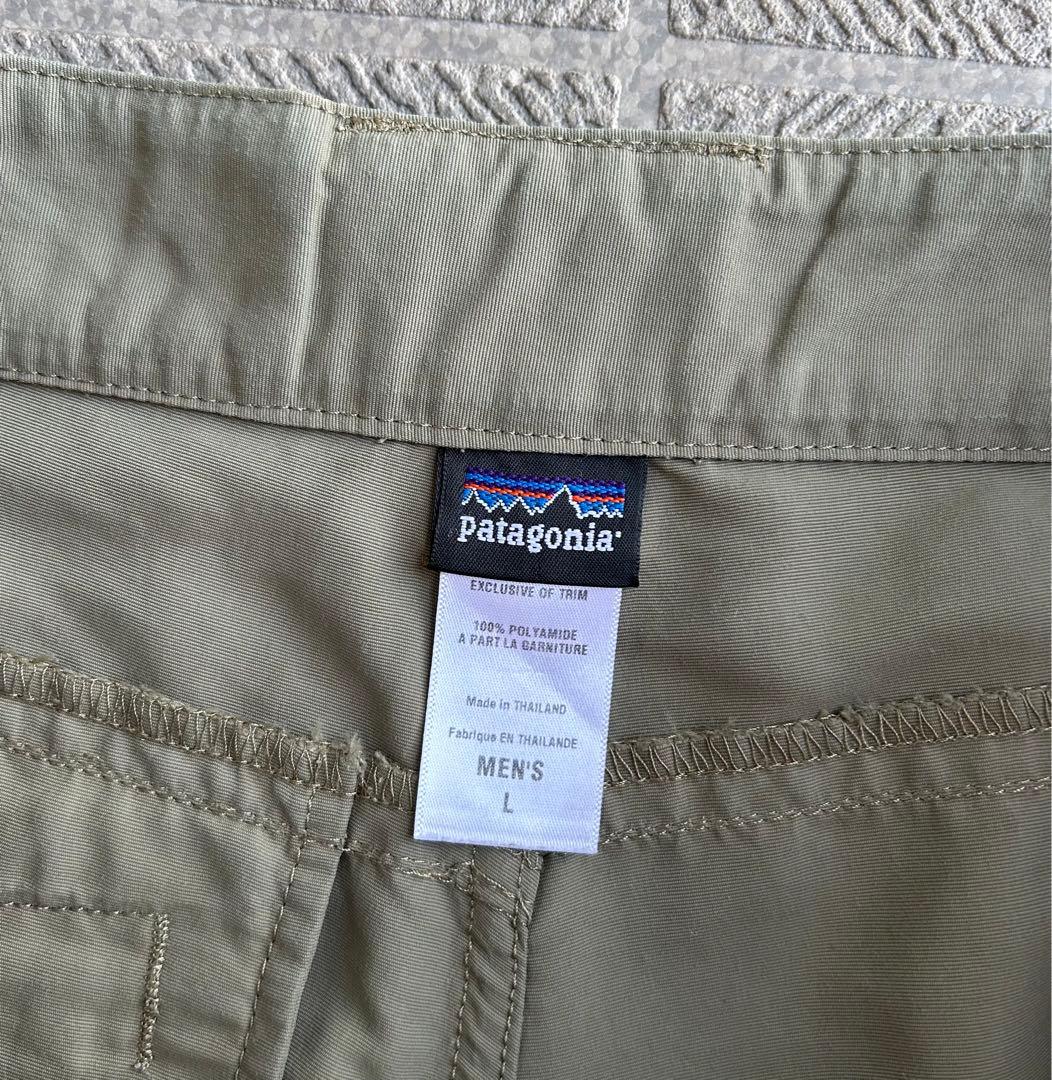 patagonia
EXCLUSIVE OF TRIM
100% POLYAMIDE
A PART LA GARNITURE
Made in THAILAND
Fabrique EN THAILANDE
MEN'S
L